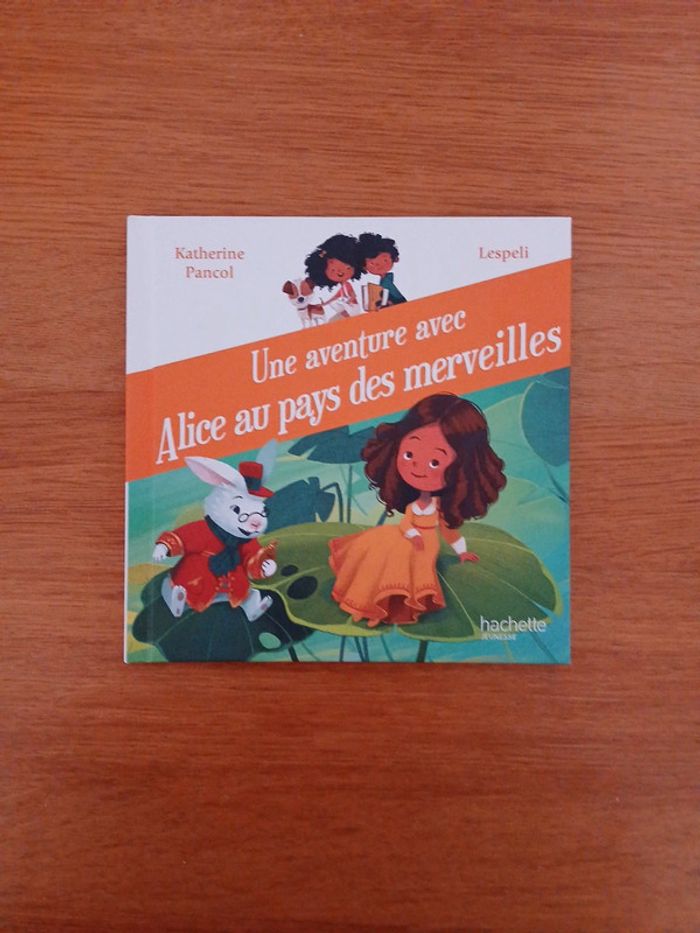 Katherine
Pancol
Lespeli
Une aventure avec
Alice au pays des merveilles
hachette
JEUNESSE